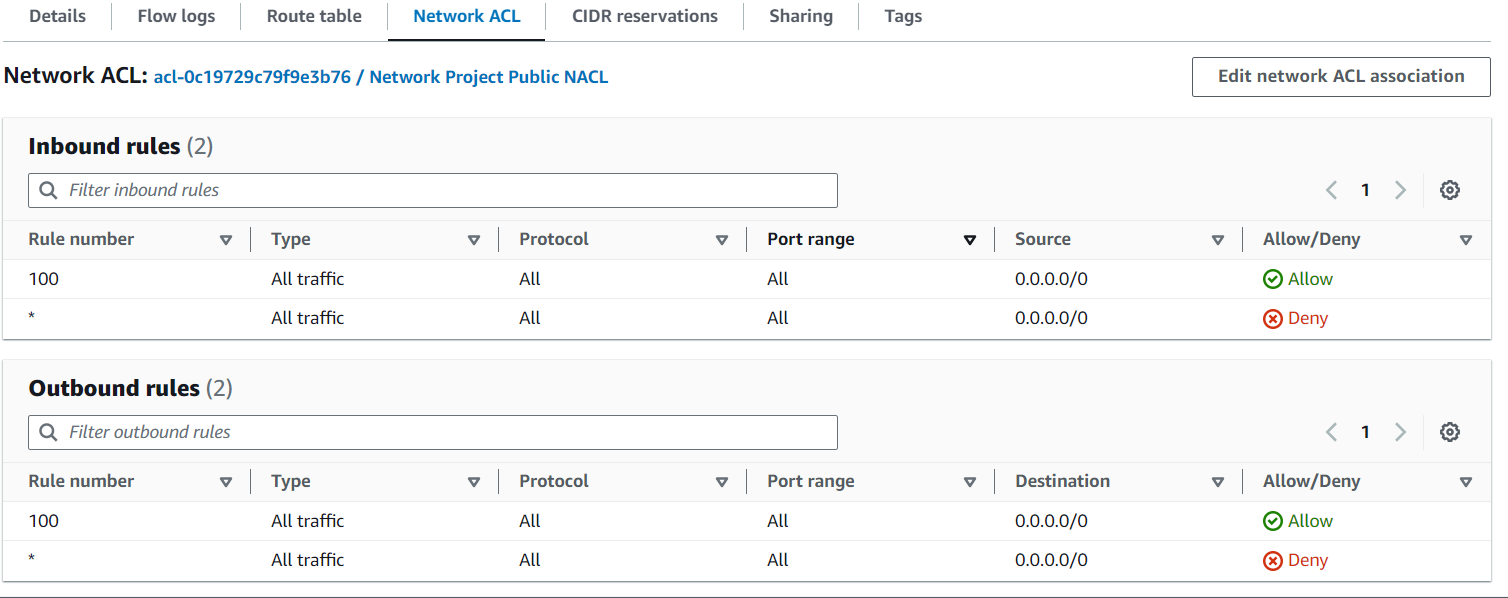 Details Flow logs Route table Network ACL CIDR reservations Sharing Tags
Network ACL: acl-0c19729c79f9e3b76 / Network Project Public NACL Edit network ACL association
Inbound rules (2)
Filter inbound rules 1
Rule number Type Protocol Port range Source Allow/Deny
100 All traffic All All 0.0.0.0/0 Allow
* All traffic All All 0.0.0.0/0 Deny
Outbound rules (2)
Filter outbound rules 1
Rule number Type Protocol Port range Destination Allow/Deny
100 All traffic All All 0.0.0.0/0 Allow
* All traffic All All 0.0.0.0/0 Deny